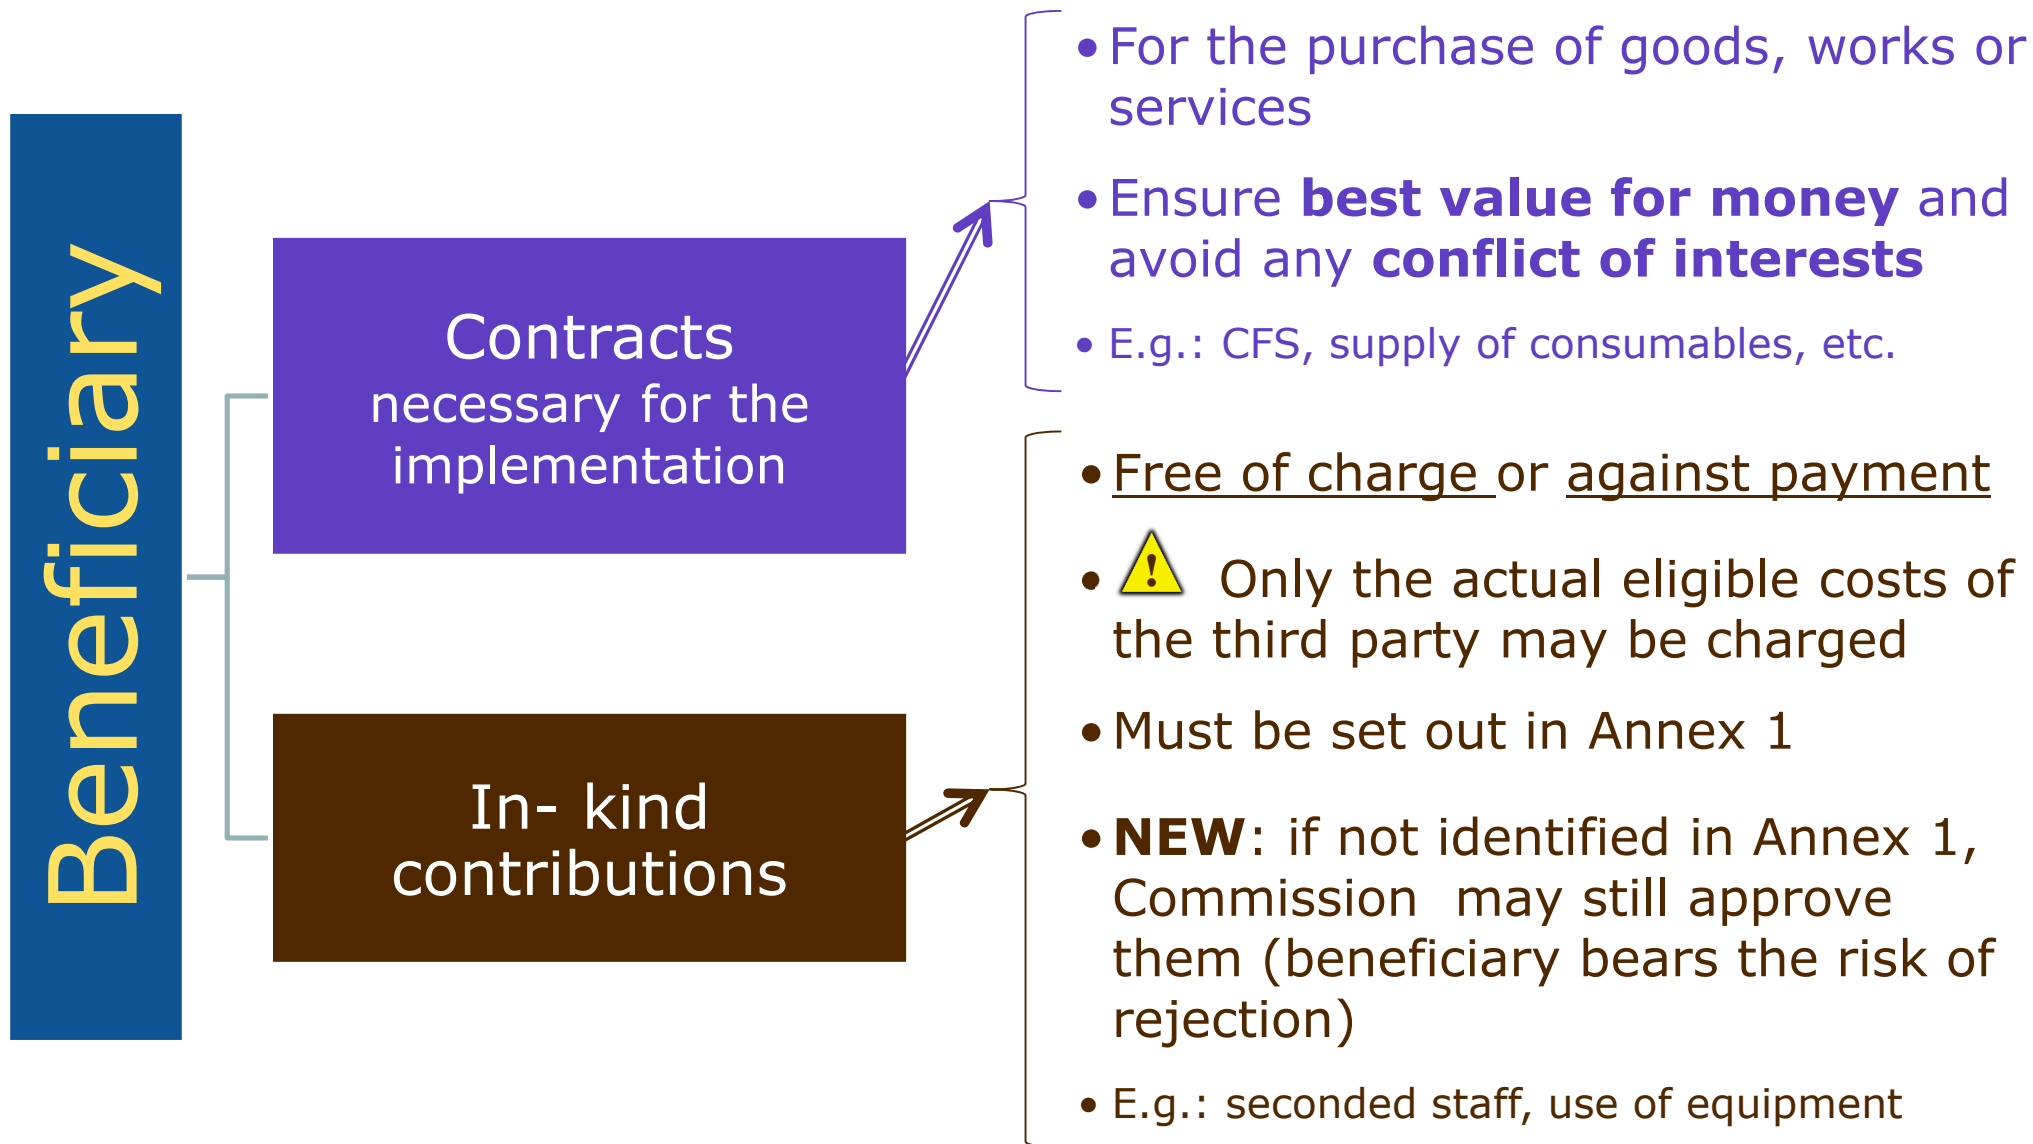 Beneficiary
Contracts
necessary for the
implementation
• For the purchase of goods, works or
services
• Ensure best value for money and
avoid any conflict of interests
• E.g.: CFS, supply of consumables, etc.
In- kind
contributions
• Free of charge or against payment
• ! Only the actual eligible costs of
the third party may be charged
• Must be set out in Annex 1
• NEW: if not identified in Annex 1,
Commission may still approve
them (beneficiary bears the risk of
rejection)
• E.g.: seconded staff, use of equipment